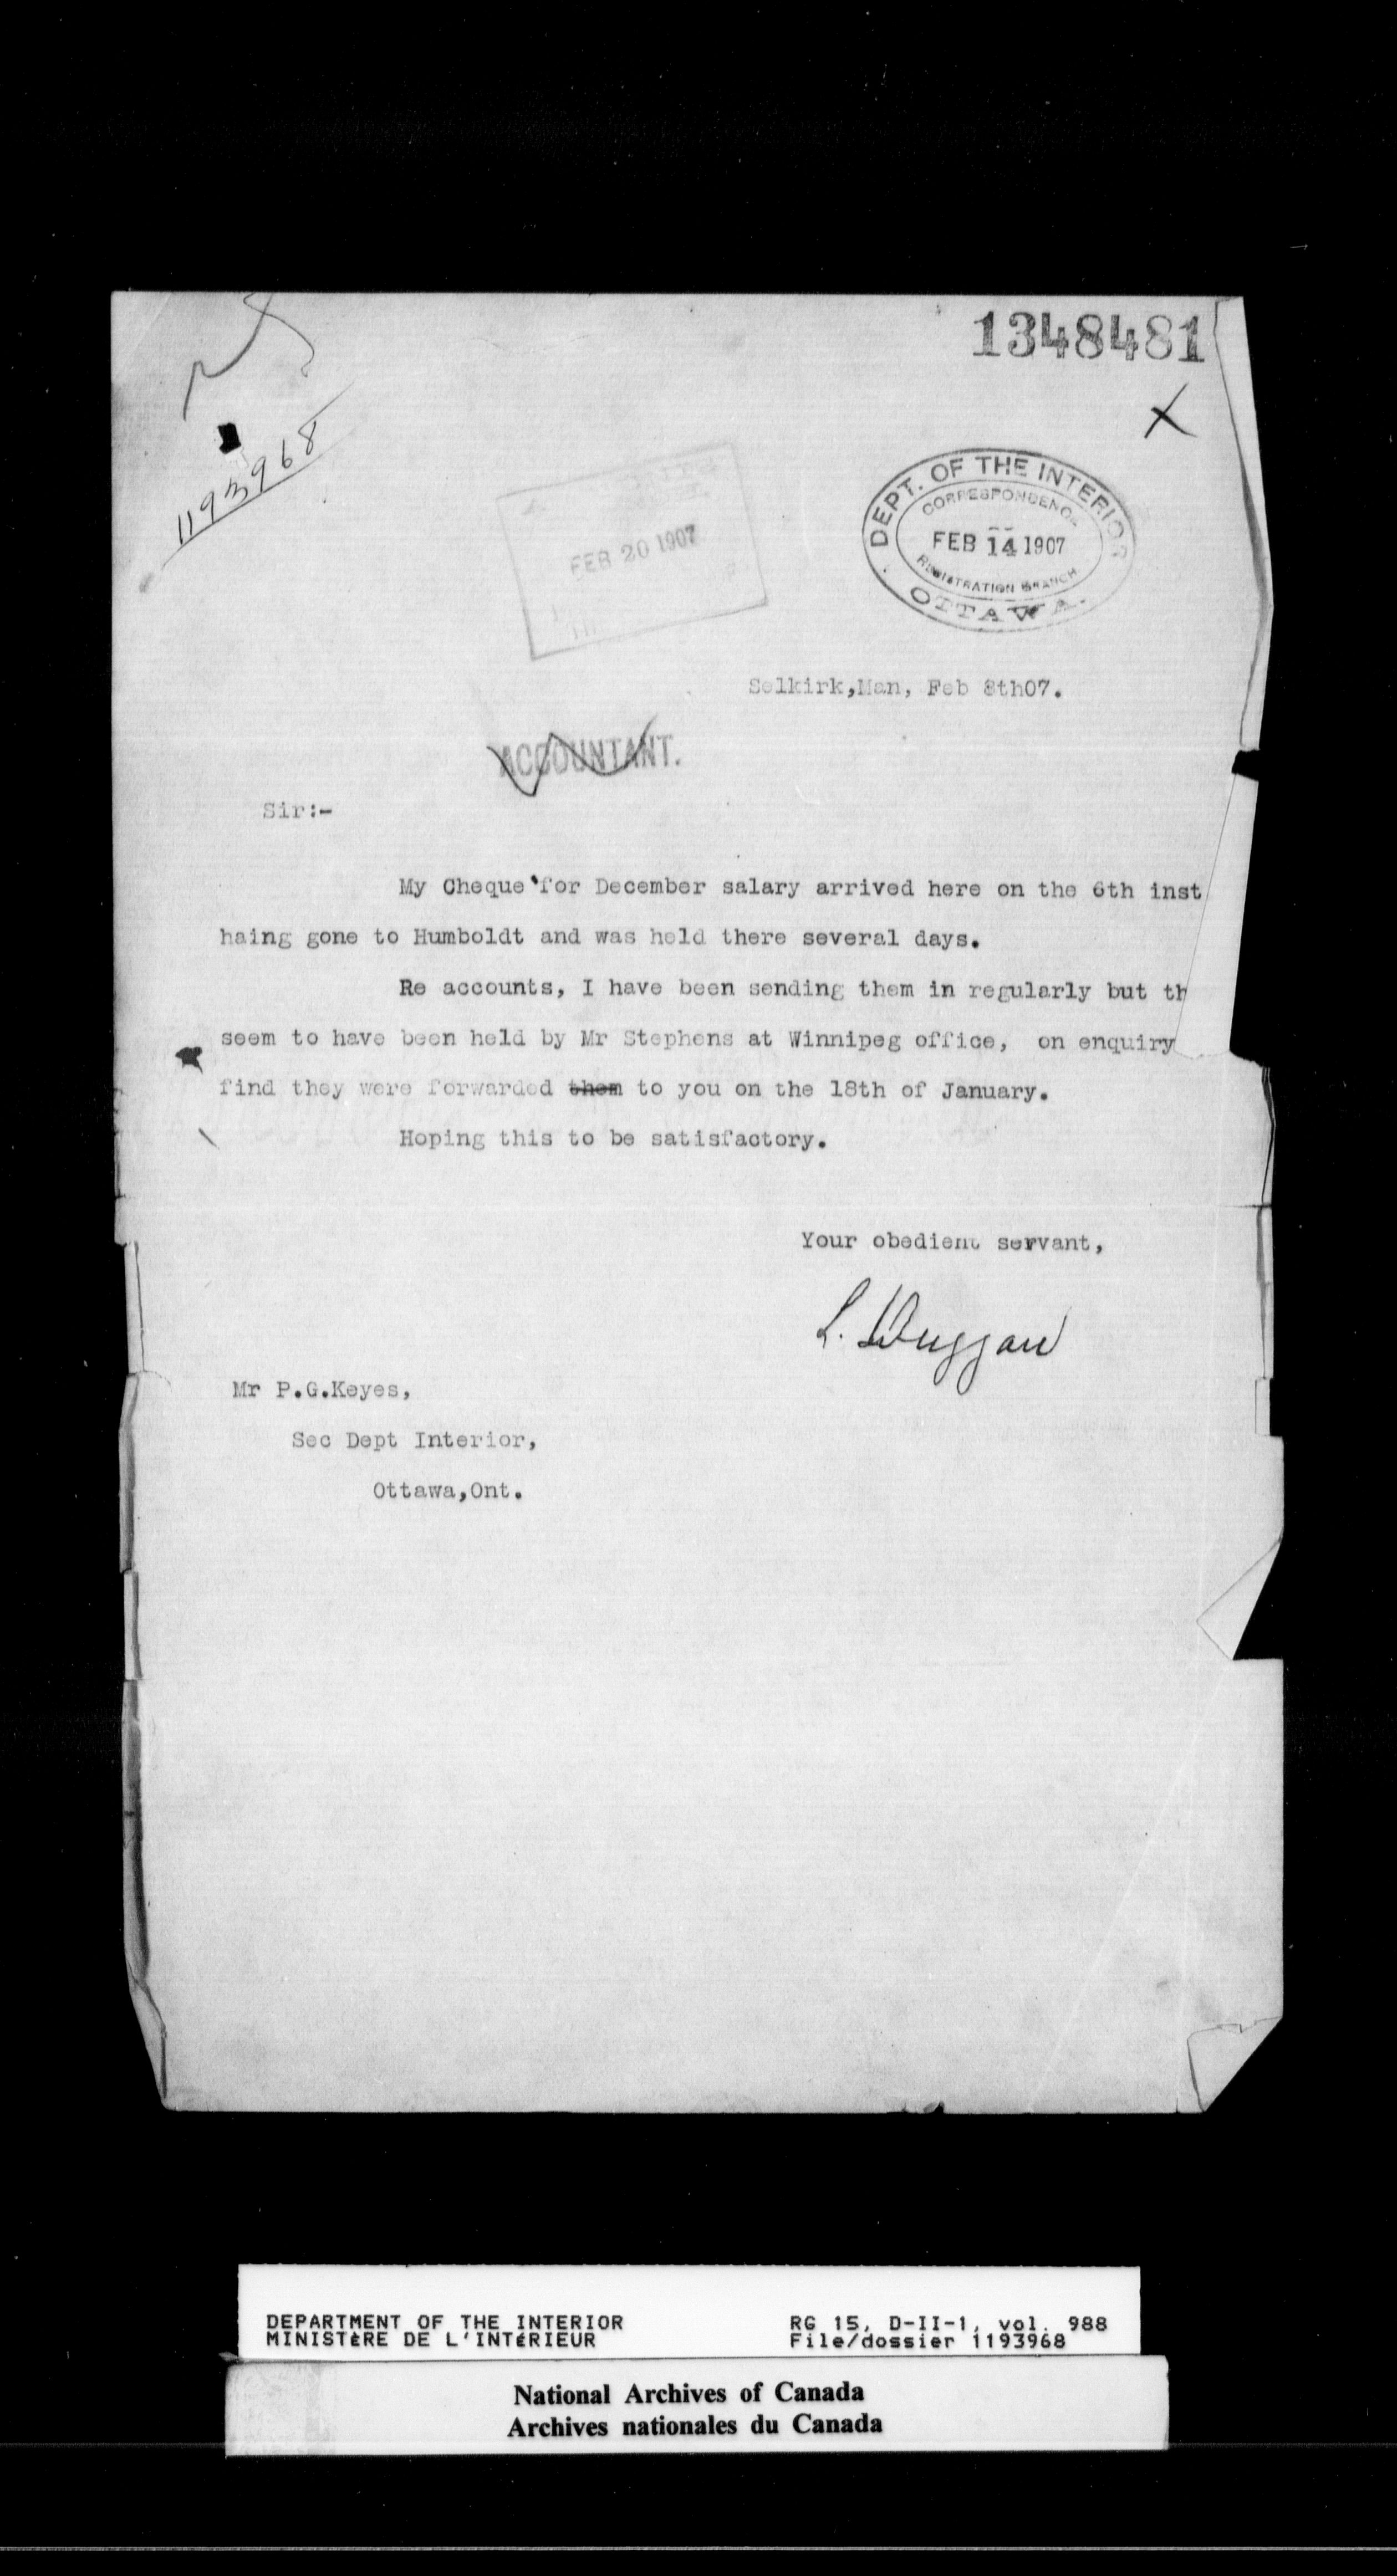 1348481
1193968
DEPT. OF THE INTERIOR
CORRESPONDENCE
FEB 14 1907
REGISTRATION BRANCH
OTTAWA.
FEB 20 1907
Selkirk,Man, Feb 8th07.
ACCOUNTANT.
Sir:-
My Cheque for December salary arrived here on the 6th inst
haing gone to Humboldt and was held there several days.
Re accounts, I have been sending them in regularly but th
seem to have been held by Mr Stephens at Winnipeg office, on enquiry
find they were forwarded them to you on the 18th of January.
Hoping this to be satisfactory.
Your obedient servant,
L. Duggan
Mr P.G.Keyes,
Sec Dept Interior,
Ottawa,Ont.
DEPARTMENT OF THE INTERIOR
MINISTÈRE DE L'INTÉRIEUR
RG 15, D-II-1, vol. 988
File/dossier 1193968
National Archives of Canada
Archives nationales du Canada